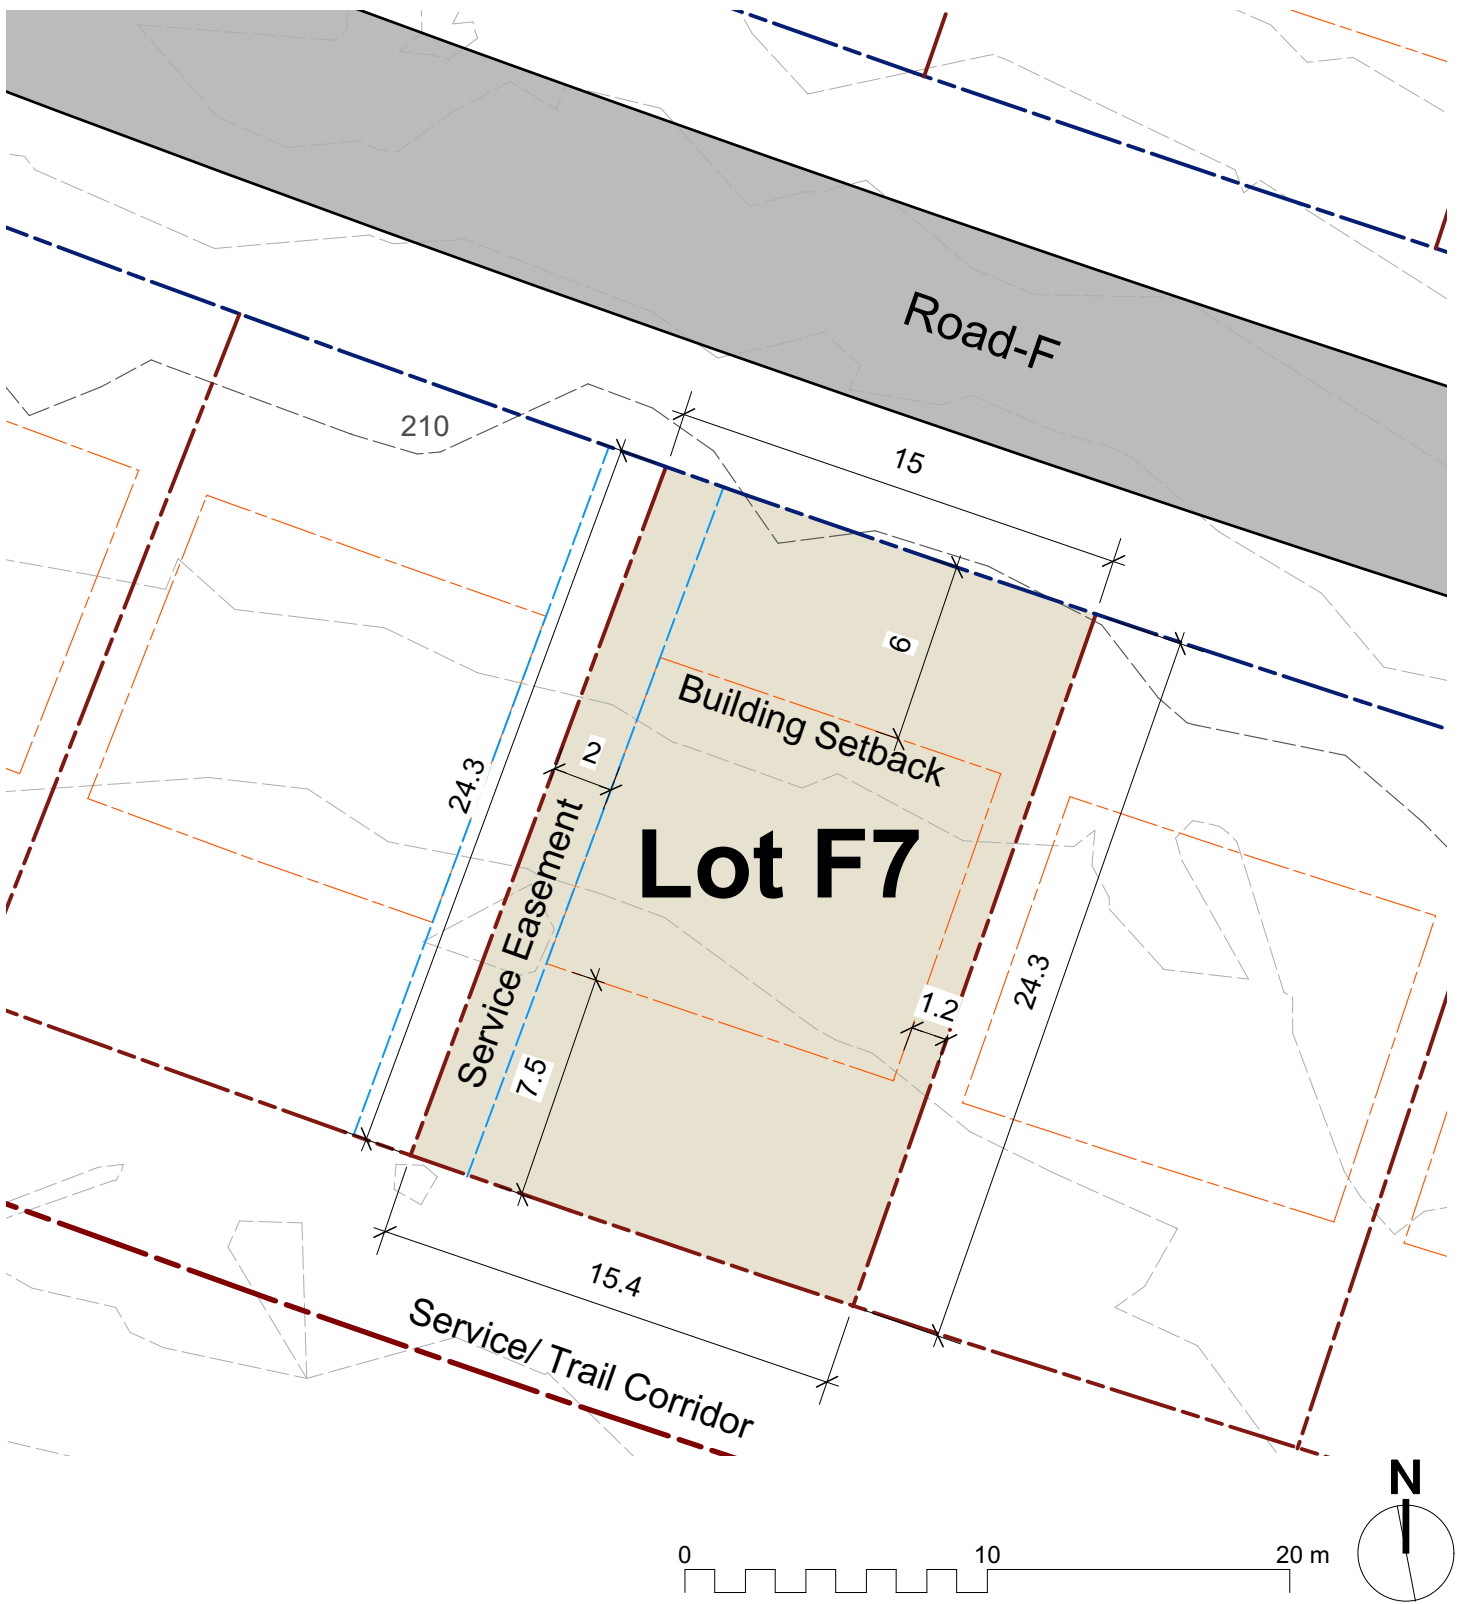 Road-F
210
15
6
Building Setback
2
24.3
Lot F7
Service Easement
24.3
1.2
7.5
15.4
Service/ Trail Corridor
N
0 10 20 m